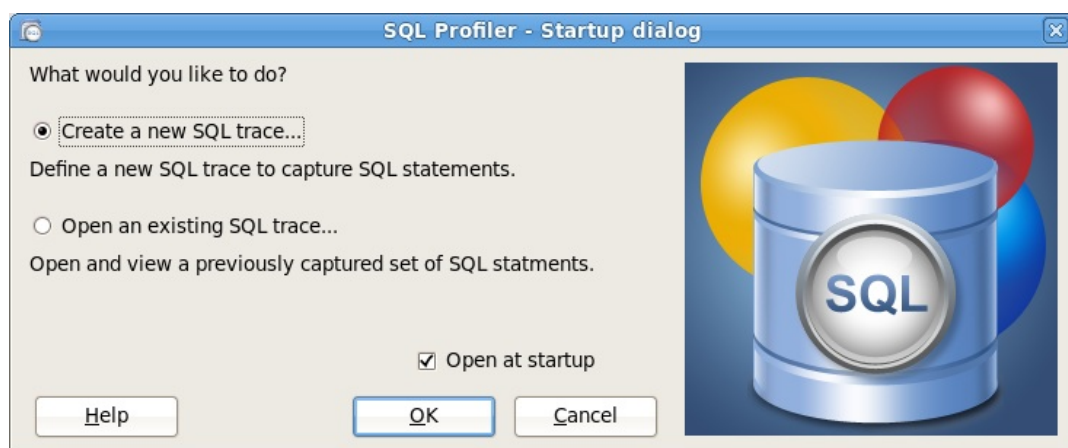 SQL Profiler - Startup dialog
What would you like to do?
Create a new SQL trace...
Define a new SQL trace to capture SQL statements.
Open an existing SQL trace...
Open and view a previously captured set of SQL statments.
SQL
Open at startup
Help
OK
Cancel